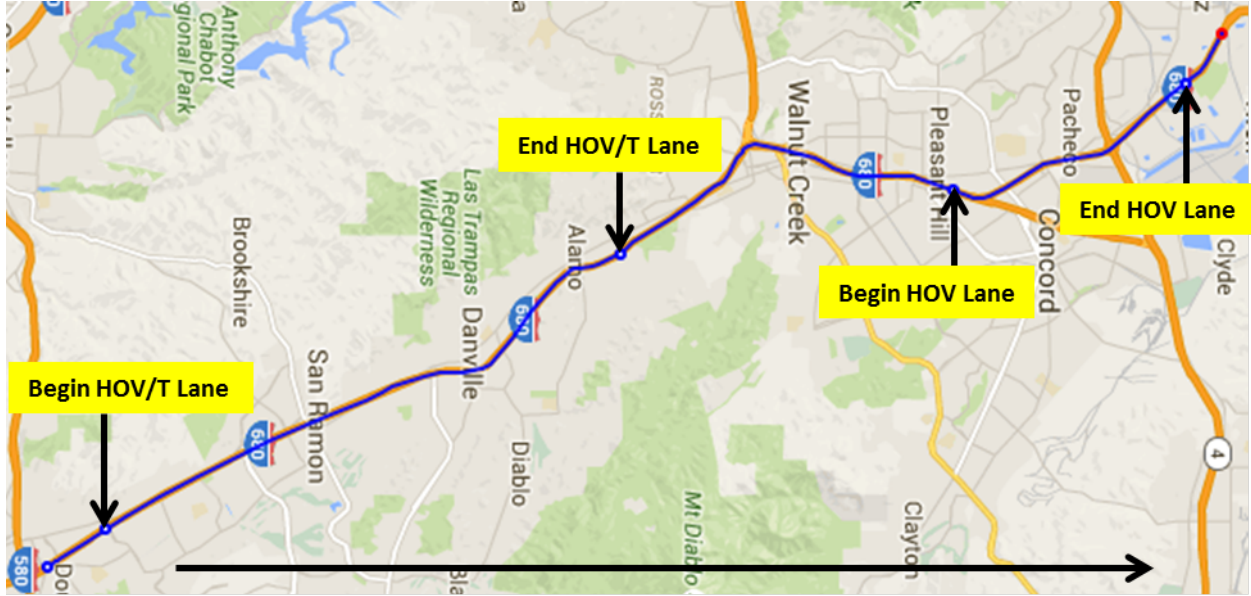 Anthony
Chabot
gional Park
Z
Walnut Creek
Pleasant Hill
Pacheco
680
End HOV/T Lane
Las Trampas
Regional
Wilderness
680
End HOV Lane
Brookshire
Alamo
Concord
Clyde
Begin HOV Lane
680
Danville
San Ramon
Begin HOV/T Lane
680
Diablo
4
Mt Diablo
Clayton
580